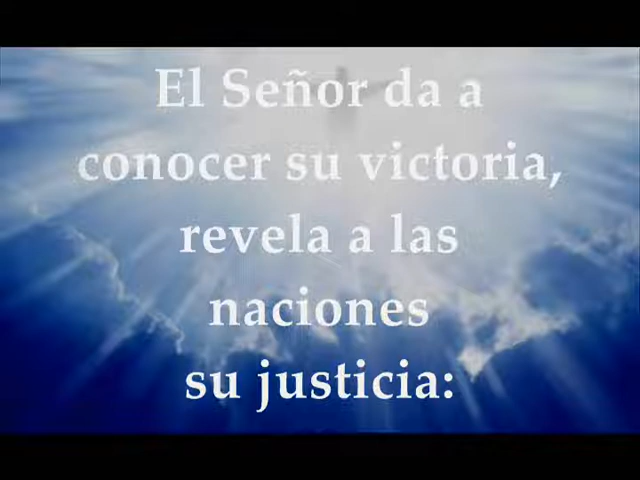 El Señor da a
conocer su victoria,
revela a las
naciones
su justicia: